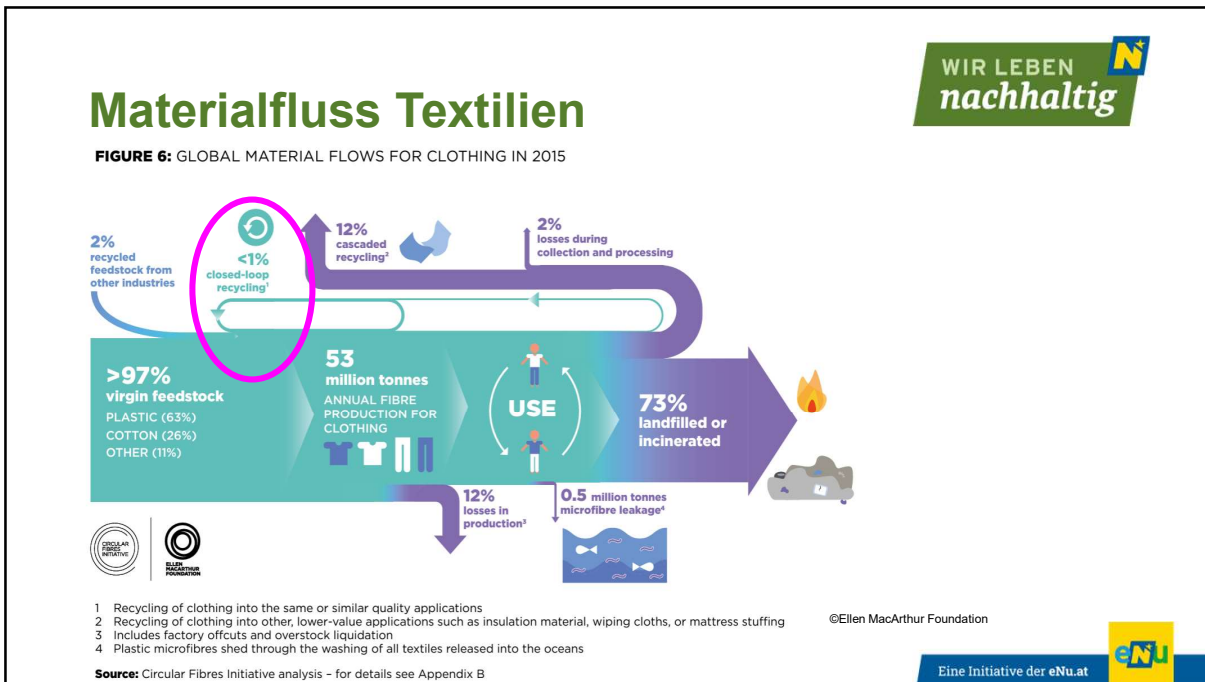 WIR LEBEN
nachhaltig
N
Materialfluss Textilien
FIGURE 6: GLOBAL MATERIAL FLOWS FOR CLOTHING IN 2015
2%
recycled
feedstock from
other industries
<1%
closed-loop
recycling¹
12%
cascaded
recycling²
2%
losses during
collection and processing
>97%
virgin feedstock
PLASTIC (63%)
COTTON (26%)
OTHER (11%)
53
million tonnes
ANNUAL FIBRE
PRODUCTION FOR
CLOTHING
USE
73%
landfilled or
incinerated
12%
losses in
production³
0.5 million tonnes
microfibre leakage⁴
CIRCULAR
FIBRES
INITIATIVE
ELLEN
MACARTHUR
FOUNDATION
1 Recycling of clothing into the same or similar quality applications
2 Recycling of clothing into other, lower-value applications such as insulation material, wiping cloths, or mattress stuffing
3 Includes factory offcuts and overstock liquidation
4 Plastic microfibres shed through the washing of all textiles released into the oceans
©Ellen MacArthur Foundation
Source: Circular Fibres Initiative analysis – for details see Appendix B
Eine Initiative der eNu.at
eNu